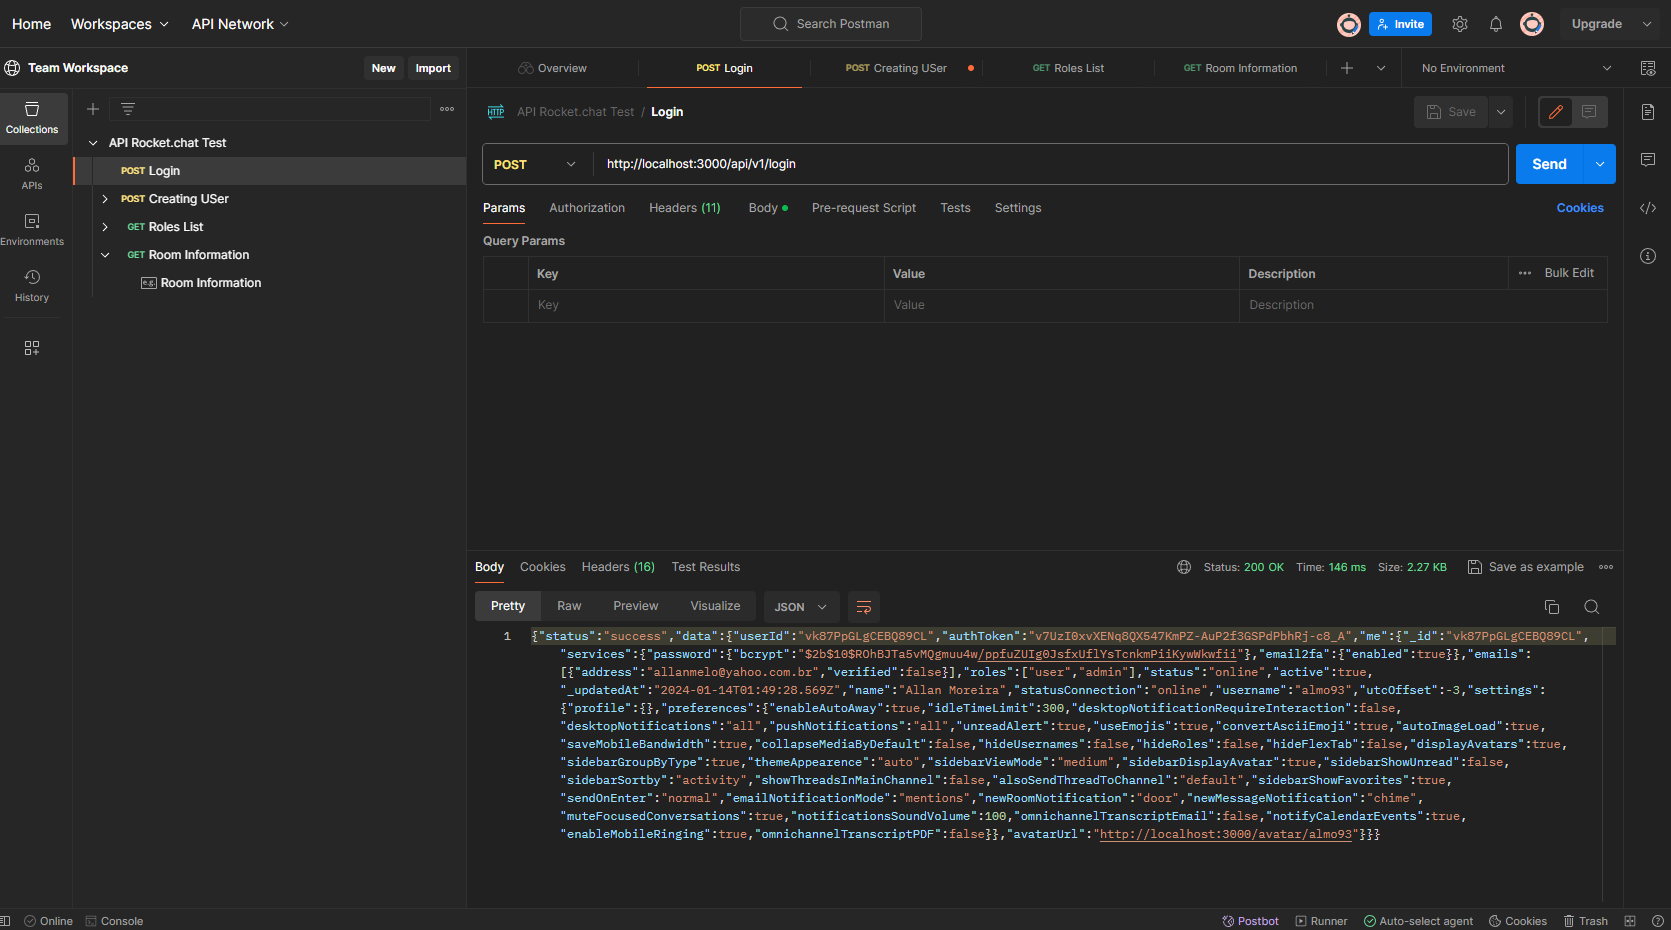 Home Workspaces API Network Search Postman Invite Upgrade
Team Workspace New Import Overview POST Login POST Creating USer GET Roles List GET Room Information No Environment
Collections
APIs
Environments
History
API Rocket.chat Test
POST Login
POST Creating USer
GET Roles List
GET Room Information
e.g. Room Information
HTTP API Rocket.chat Test / Login Save
POST http://localhost:3000/api/v1/login Send
Params Authorization Headers (11) Body Pre-request Script Tests Settings Cookies
Query Params
Key Value Description Bulk Edit
Key Value Description
Body Cookies Headers (16) Test Results Status: 200 OK Time: 146 ms Size: 2.27 KB Save as example
Pretty Raw Preview Visualize JSON
1 {"status":"success","data":{"userId":"vk87PpGLgCEBQ89CL","authToken":"v7UzI0xvXENq8QX547KmPZ-AuP2f3GSPdPbhRj-c8_A","me":{"_id":"vk87PpGLgCEBQ89CL",
"services":{"password":{"bcrypt":"$2b$10$ROhBJTa5vMQgmuu4w/ppfuZUIg0JsfxUflYsTcnkmPiiKywWkwfii"},"email2fa":{"enabled":true}},"emails":
[{"address":"allanmelo@yahoo.com.br","verified":false}],"roles":["user","admin"],"status":"online","active":true,
"_updatedAt":"2024-01-14T01:49:28.569Z","name":"Allan Moreira","statusConnection":"online","username":"almo93","utcOffset":-3,"settings":
{"profile":{},"preferences":{"enableAutoAway":true,"idleTimeLimit":300,"desktopNotificationRequireInteraction":false,
"desktopNotifications":"all","pushNotifications":"all","unreadAlert":true,"useEmojis":true,"convertAsciiEmoji":true,"autoImageLoad":true,
"saveMobileBandwidth":true,"collapseMediaByDefault":false,"hideUsernames":false,"hideRoles":false,"hideFlexTab":false,"displayAvatars":true,
"sidebarGroupByType":true,"themeAppearence":"auto","sidebarViewMode":"medium","sidebarDisplayAvatar":true,"sidebarShowUnread":false,
"sidebarSortby":"activity","showThreadsInMainChannel":false,"alsoSendThreadToChannel":"default","sidebarShowFavorites":true,
"sendOnEnter":"normal","emailNotificationMode":"mentions","newRoomNotification":"door","newMessageNotification":"chime",
"muteFocusedConversations":true,"notificationsSoundVolume":100,"omnichannelTranscriptEmail":false,"notifyCalendarEvents":true,
"enableMobileRinging":true,"omnichannelTranscriptPDF":false}},"avatarUrl":"http://localhost:3000/avatar/almo93"}}}
Online Console Postbot Runner Auto-select agent Cookies Trash